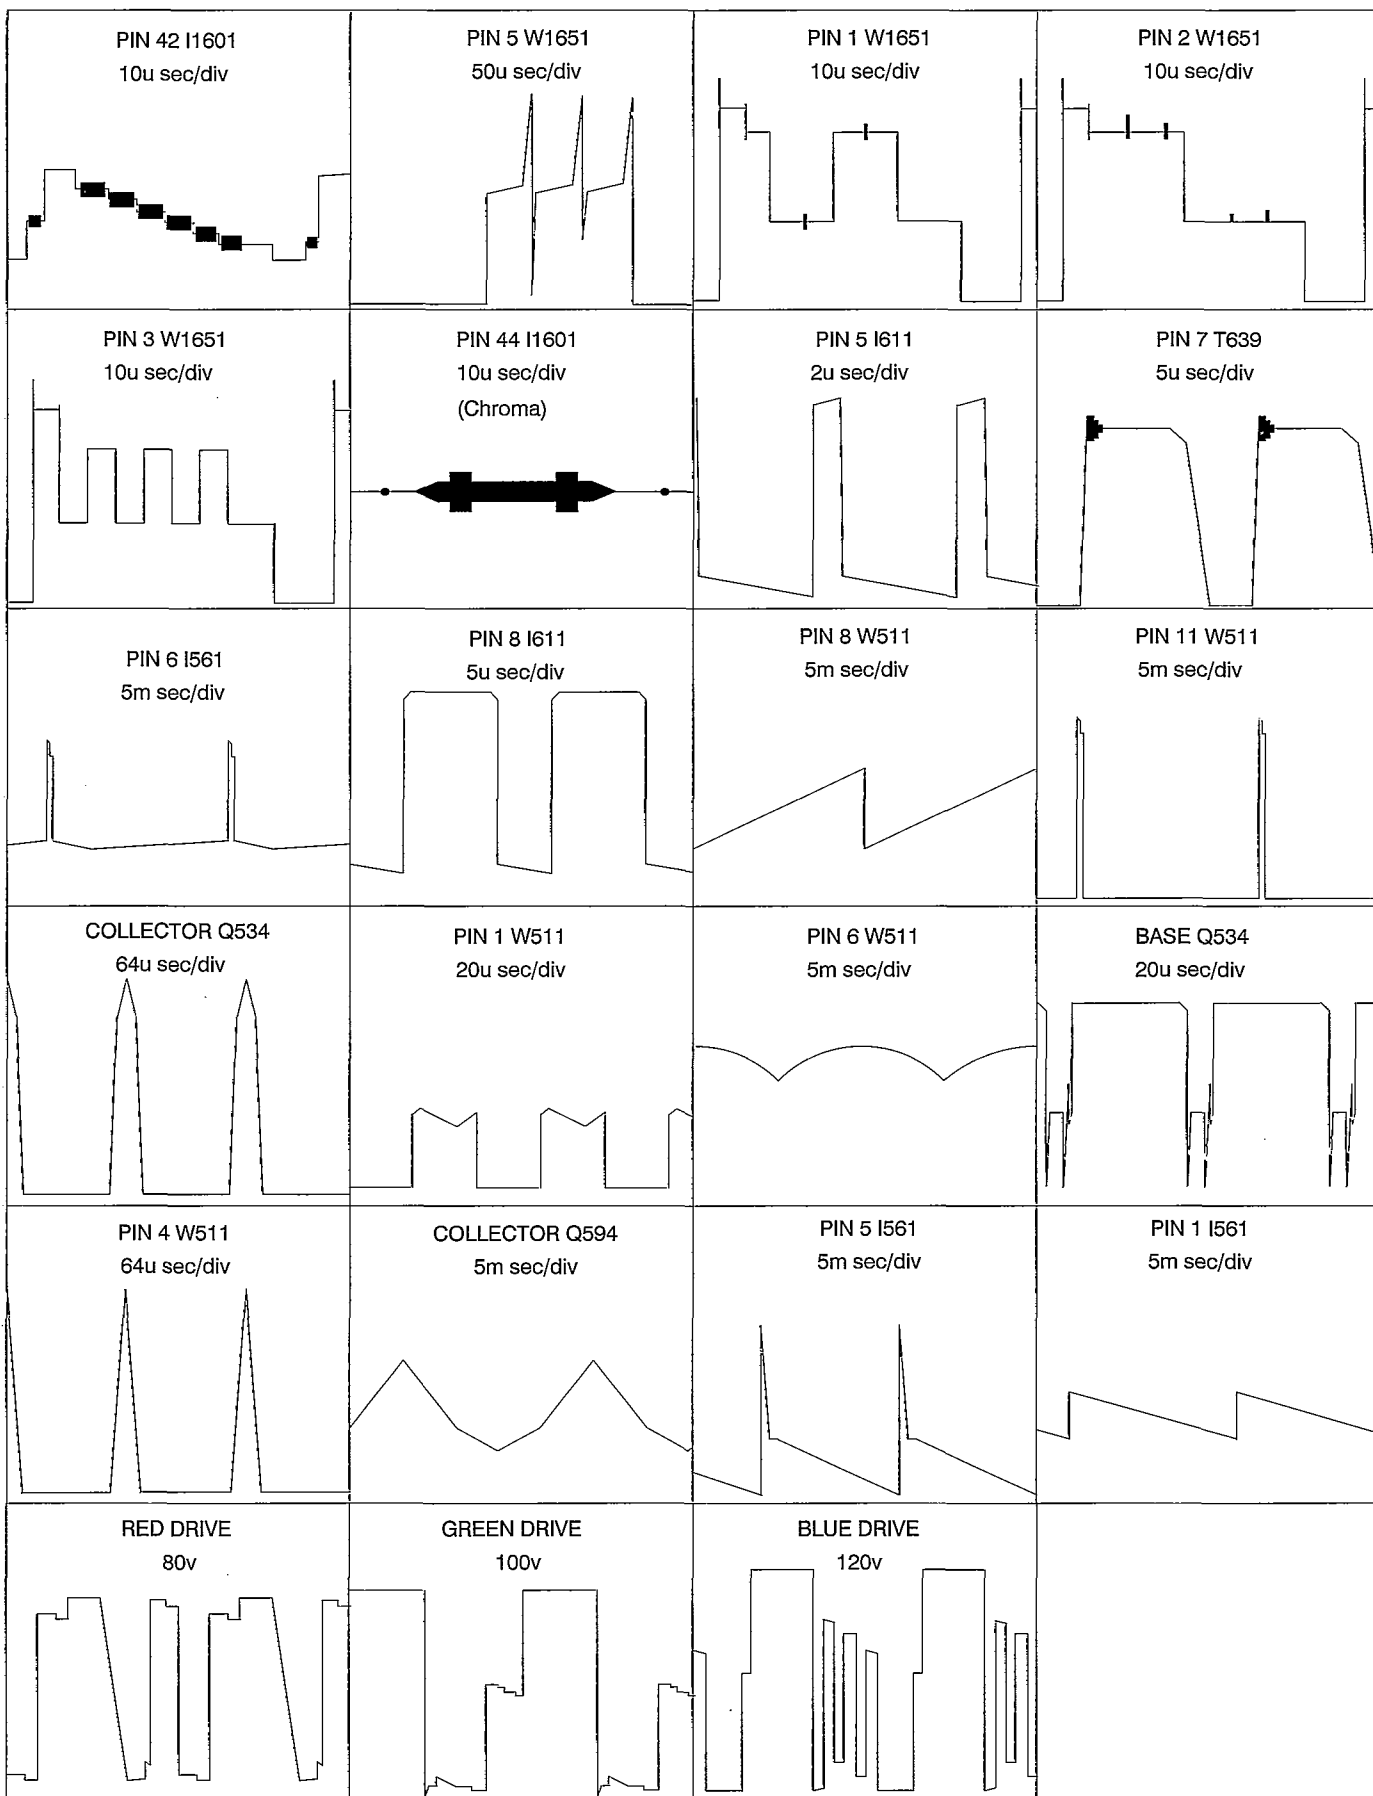 PIN 42 I1601
10u sec/div
PIN 5 W1651
50u sec/div
PIN 1 W1651
10u sec/div
PIN 2 W1651
10u sec/div
PIN 3 W1651
10u sec/div
PIN 44 I1601
10u sec/div
(Chroma)
PIN 5 I611
2u sec/div
PIN 7 T639
5u sec/div
PIN 6 I561
5m sec/div
PIN 8 I611
5u sec/div
PIN 8 W511
5m sec/div
PIN 11 W511
5m sec/div
COLLECTOR Q534
64u sec/div
PIN 1 W511
20u sec/div
PIN 6 W511
5m sec/div
BASE Q534
20u sec/div
PIN 4 W511
64u sec/div
COLLECTOR Q594
5m sec/div
PIN 5 I561
5m sec/div
PIN 1 I561
5m sec/div
RED DRIVE
80v
GREEN DRIVE
100v
BLUE DRIVE
120v